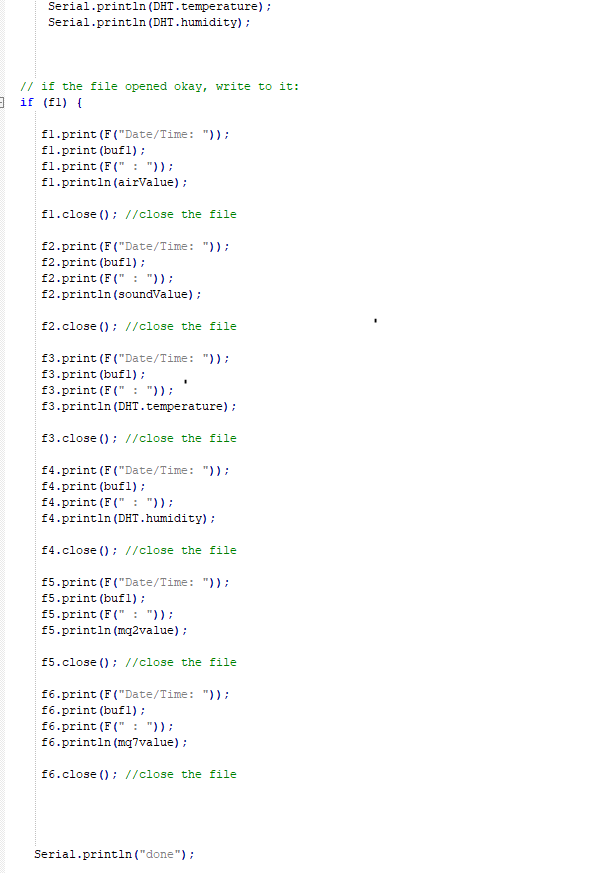 Serial.println(DHT.temperature);
Serial.println(DHT.humidity);
// if the file opened okay, write to it:
if (f1) {
f1.print(F("Date/Time: "));
f1.print(buf1);
f1.print(F(" : "));
f1.println(airValue);
f1.close(); //close the file
f2.print(F("Date/Time: "));
f2.print(buf1);
f2.print(F(" : "));
f2.println(soundValue);
f2.close(); //close the file
f3.print(F("Date/Time: "));
f3.print(buf1);
f3.print(F(" : "));
f3.println(DHT.temperature);
f3.close(); //close the file
f4.print(F("Date/Time: "));
f4.print(buf1);
f4.print(F(" : "));
f4.println(DHT.humidity);
f4.close(); //close the file
f5.print(F("Date/Time: "));
f5.print(buf1);
f5.print(F(" : "));
f5.println(mq2value);
f5.close(); //close the file
f6.print(F("Date/Time: "));
f6.print(buf1);
f6.print(F(" : "));
f6.println(mq7value);
f6.close(); //close the file
Serial.println("done");